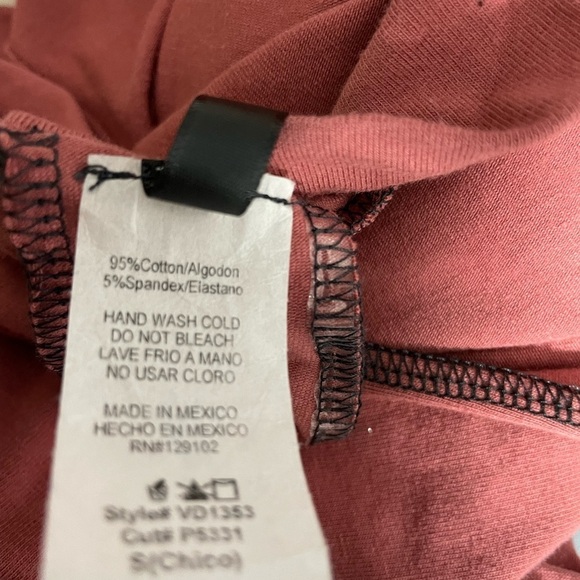 95%Cotton/Algodon
5%Spandex/Elastano
HAND WASH COLD
DO NOT BLEACH
LAVE FRIO A MANO
NO USAR CLORO
MADE IN MEXICO
HECHO EN MEXICO
RN#129102
Style# VD1353
Cut# P5331
S(Chico)